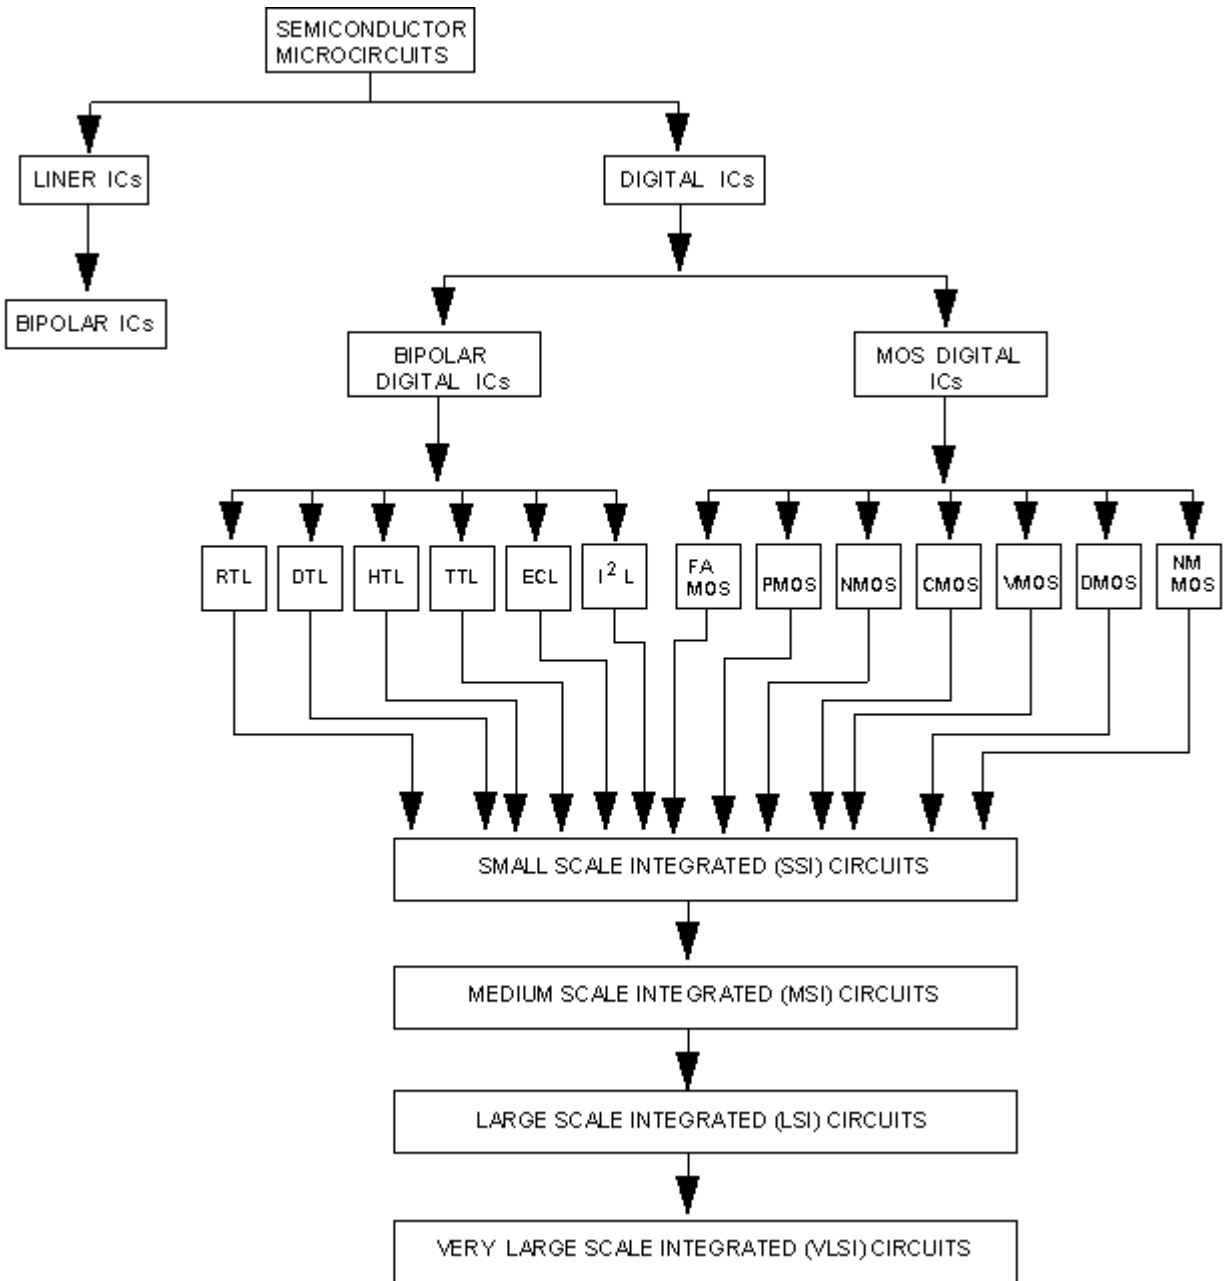 SEMICONDUCTOR
MICROCIRCUITS
LINER ICs
DIGITAL ICs
BIPOLAR ICs
BIPOLAR
DIGITAL ICs
MOS DIGITAL
ICs
RTL
DTL
HTL
TTL
ECL
I² L
FA
MOS
PMOS
NMOS
CMOS
VMOS
DMOS
NM
MOS
SMALL SCALE INTEGRATED (SSI) CIRCUITS
MEDIUM SCALE INTEGRATED (MSI) CIRCUITS
LARGE SCALE INTEGRATED (LSI) CIRCUITS
VERY LARGE SCALE INTEGRATED (VLSI) CIRCUITS